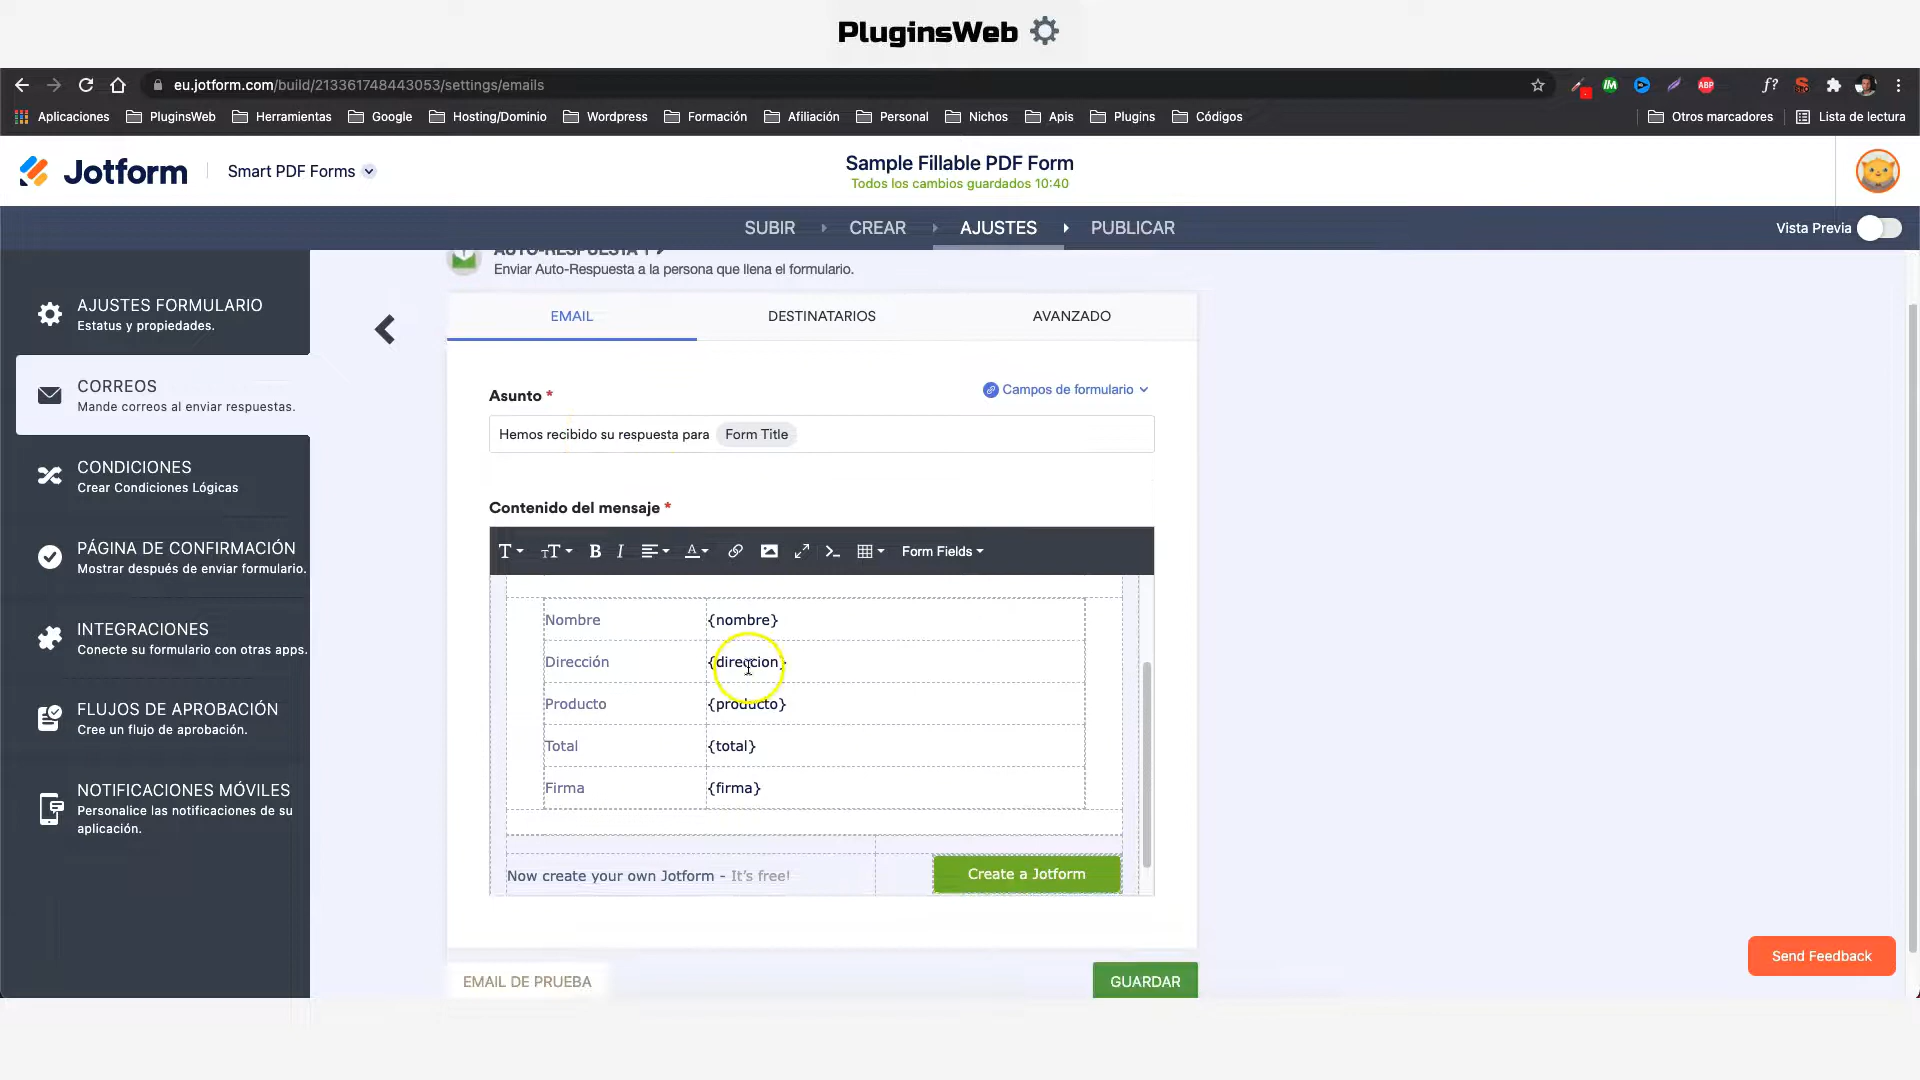 PluginsWeb
eu.jotform.com/build/213361748443053/settings/emails
Aplicaciones PluginsWeb Herramientas Google Hosting/Dominio Wordpress Formación Afiliación Personal Nichos Apis Plugins Códigos Otros marcadores Lista de lectura
Jotform Smart PDF Forms
Sample Fillable PDF Form
Todos los cambios guardados 10:40
SUBIR CREAR AJUSTES PUBLICAR Vista Previa
AJUSTES FORMULARIO
Estatus y propiedades.
CORREOS
Mande correos al enviar respuestas.
CONDICIONES
Crear Condiciones Lógicas
PÁGINA DE CONFIRMACIÓN
Mostrar después de enviar formulario.
INTEGRACIONES
Conecte su formulario con otras apps.
FLUJOS DE APROBACIÓN
Cree un flujo de aprobación.
NOTIFICACIONES MÓVILES
Personalice las notificaciones de su
aplicación.
AUTO-RESPUESTA 1
Enviar Auto-Respuesta a la persona que llena el formulario.
EMAIL DESTINATARIOS AVANZADO
Asunto * Campos de formulario
Hemos recibido su respuesta para Form Title
Contenido del mensaje *
Form Fields
Nombre {nombre}
Dirección {direccion}
Producto {producto}
Total {total}
Firma {firma}
Now create your own Jotform - It's free! Create a Jotform
EMAIL DE PRUEBA GUARDAR
Send Feedback